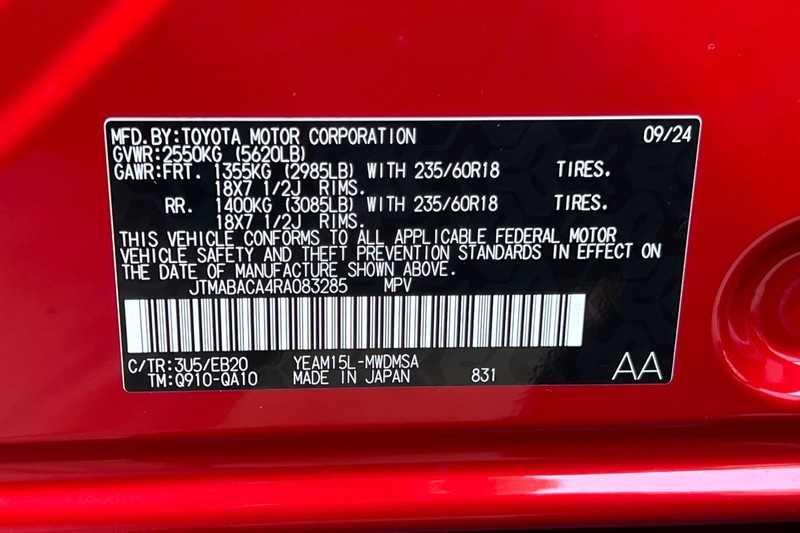 MFD.BY:TOYOTA MOTOR CORPORATION 09/24
GVWR:2550KG (5620LB)
GAWR:FRT. 1355KG (2985LB) WITH 235/60R18 TIRES.
18X7 1/2J RIMS.
RR. 1400KG (3085LB) WITH 235/60R18 TIRES.
18X7 1/2J RIMS.
THIS VEHICLE CONFORMS TO ALL APPLICABLE FEDERAL MOTOR
VEHICLE SAFETY AND THEFT PREVENTION STANDARDS IN EFFECT ON
THE DATE OF MANUFACTURE SHOWN ABOVE.
JTMABACA4RA083285 MPV
C/TR:3U5/EB20 YEAM15L-MWDMSA
TM:Q910-QA10 MADE IN JAPAN 831 AA